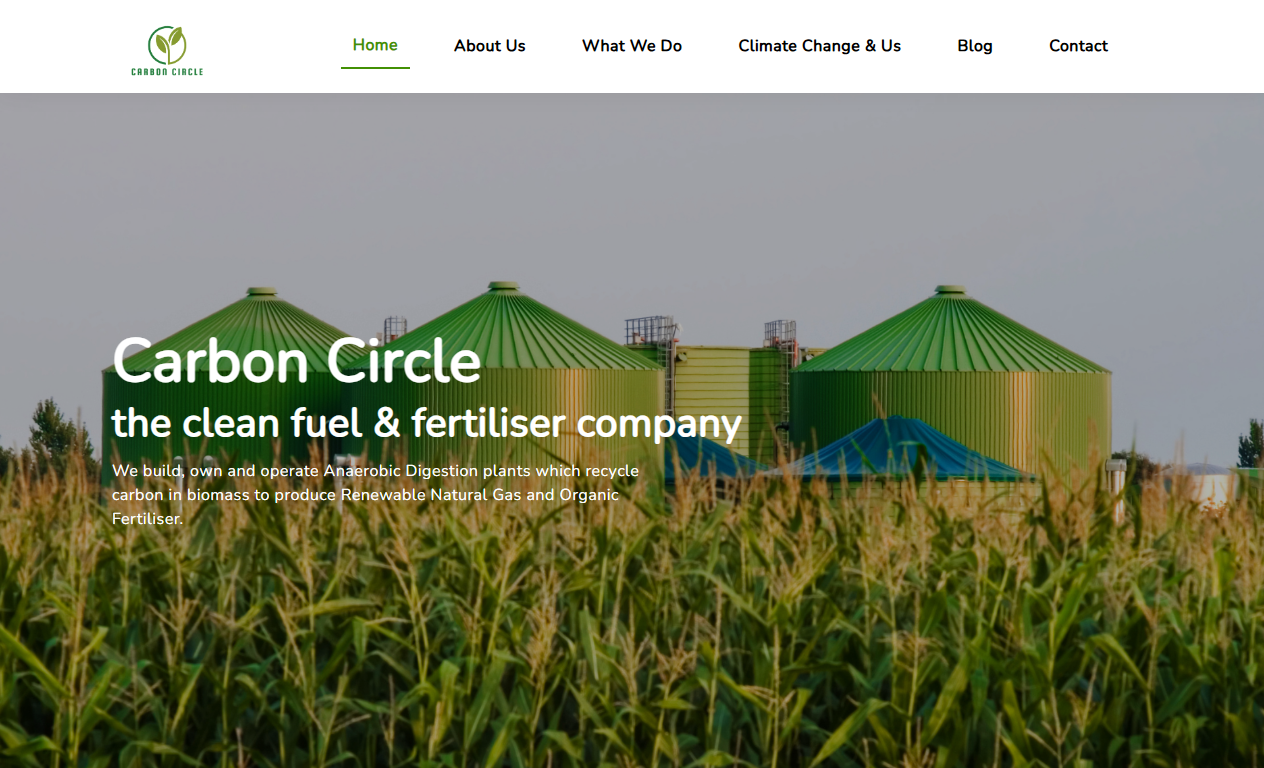 CARBON CIRCLE
Home
About Us
What We Do
Climate Change & Us
Blog
Contact
Carbon Circle
the clean fuel & fertiliser company
We build, own and operate Anaerobic Digestion plants which recycle
carbon in biomass to produce Renewable Natural Gas and Organic
Fertiliser.